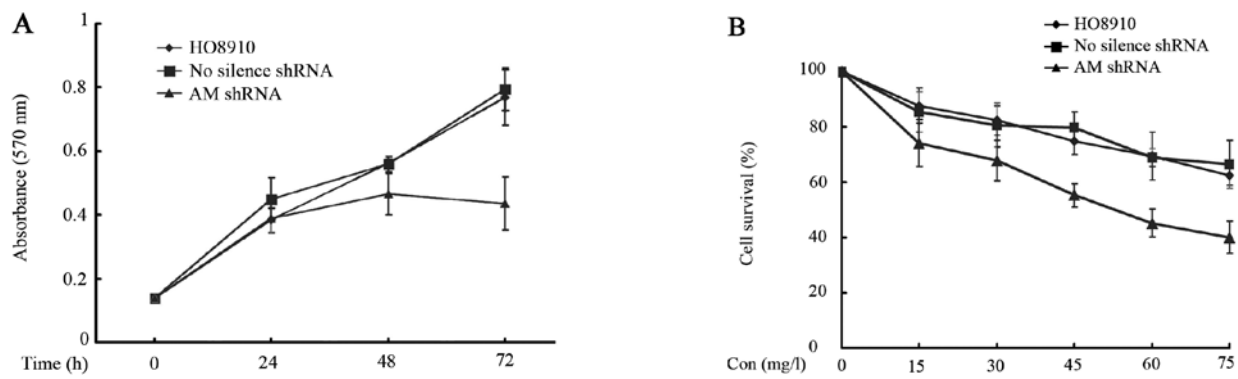 A
HO8910
No silence shRNA
AM shRNA
Absorbance (570 nm)
1
0.8
0.6
0.4
0.2
0
Time (h)
0 24 48 72
B
HO8910
No silence shRNA
AM shRNA
Cell survival (%)
100
80
60
40
20
0
Con (mg/l)
0 15 30 45 60 75